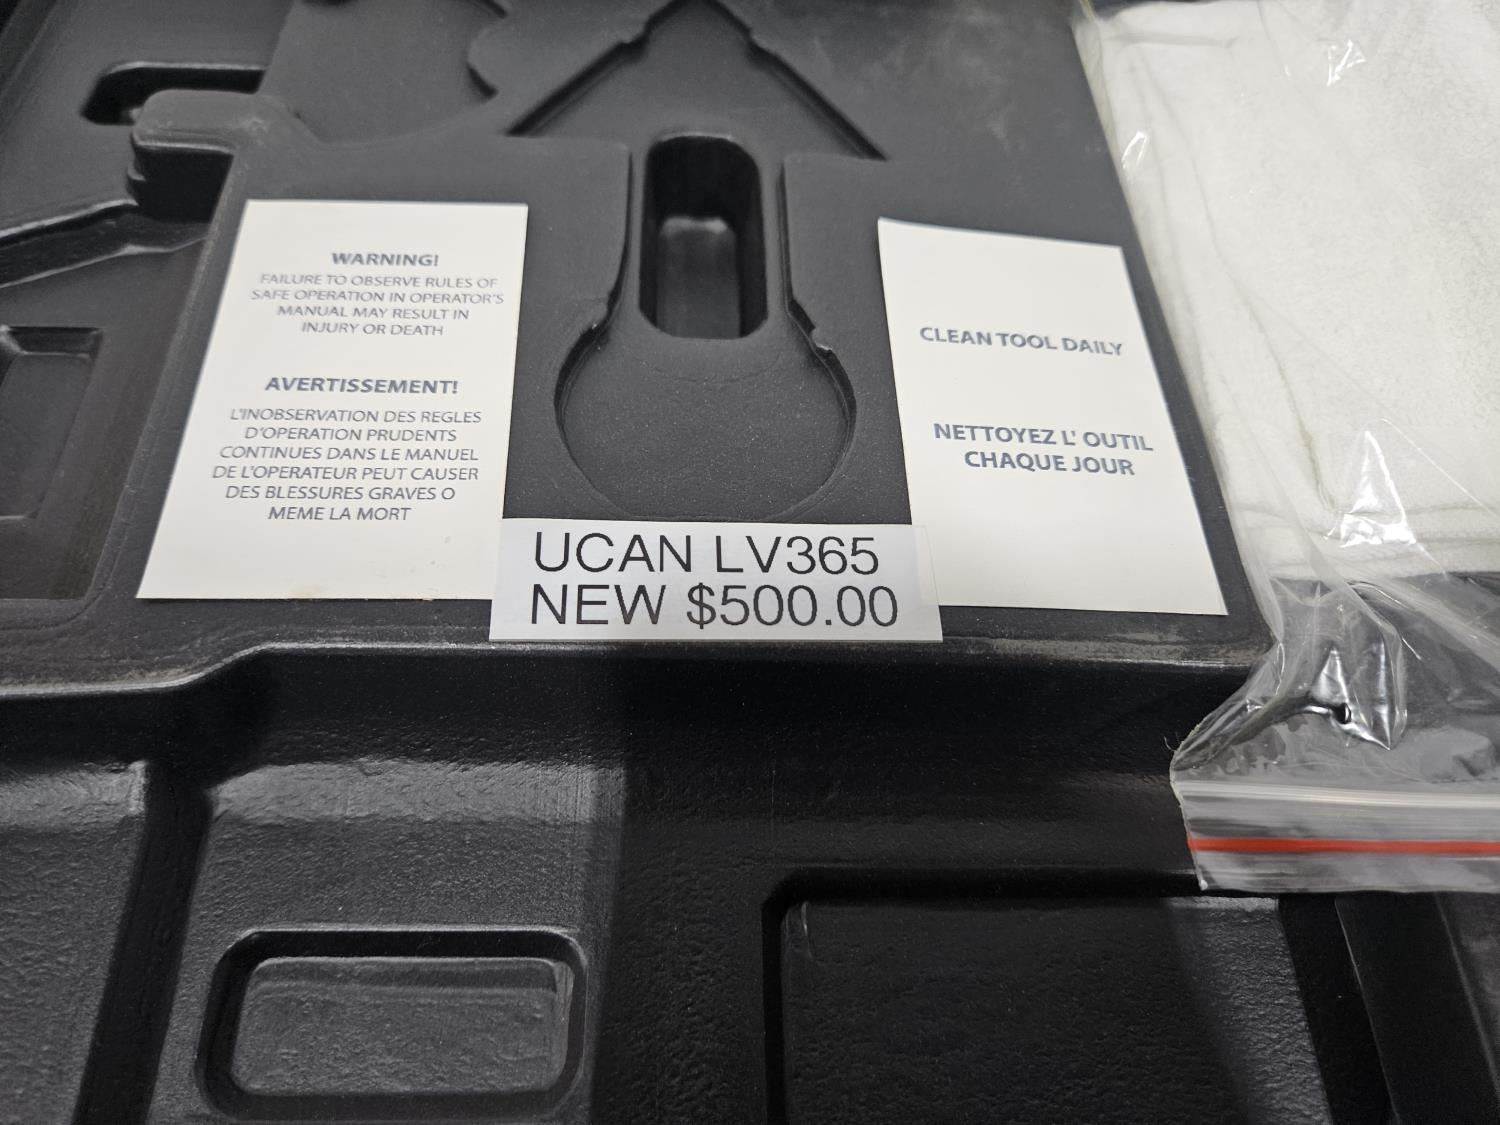 WARNING!
FAILURE TO OBSERVE RULES OF
SAFE OPERATION IN OPERATOR'S
MANUAL MAY RESULT IN
INJURY OR DEATH
AVERTISSEMENT!
L'INOBSERVATION DES REGLES
D'OPERATION PRUDENTS
CONTINUES DANS LE MANUEL
DE L'OPERATEUR PEUT CAUSER
DES BLESSURES GRAVES O
MEME LA MORT
UCAN LV365
NEW $500.00
CLEAN TOOL DAILY
NETTOYEZ L' OUTIL
CHAQUE JOUR